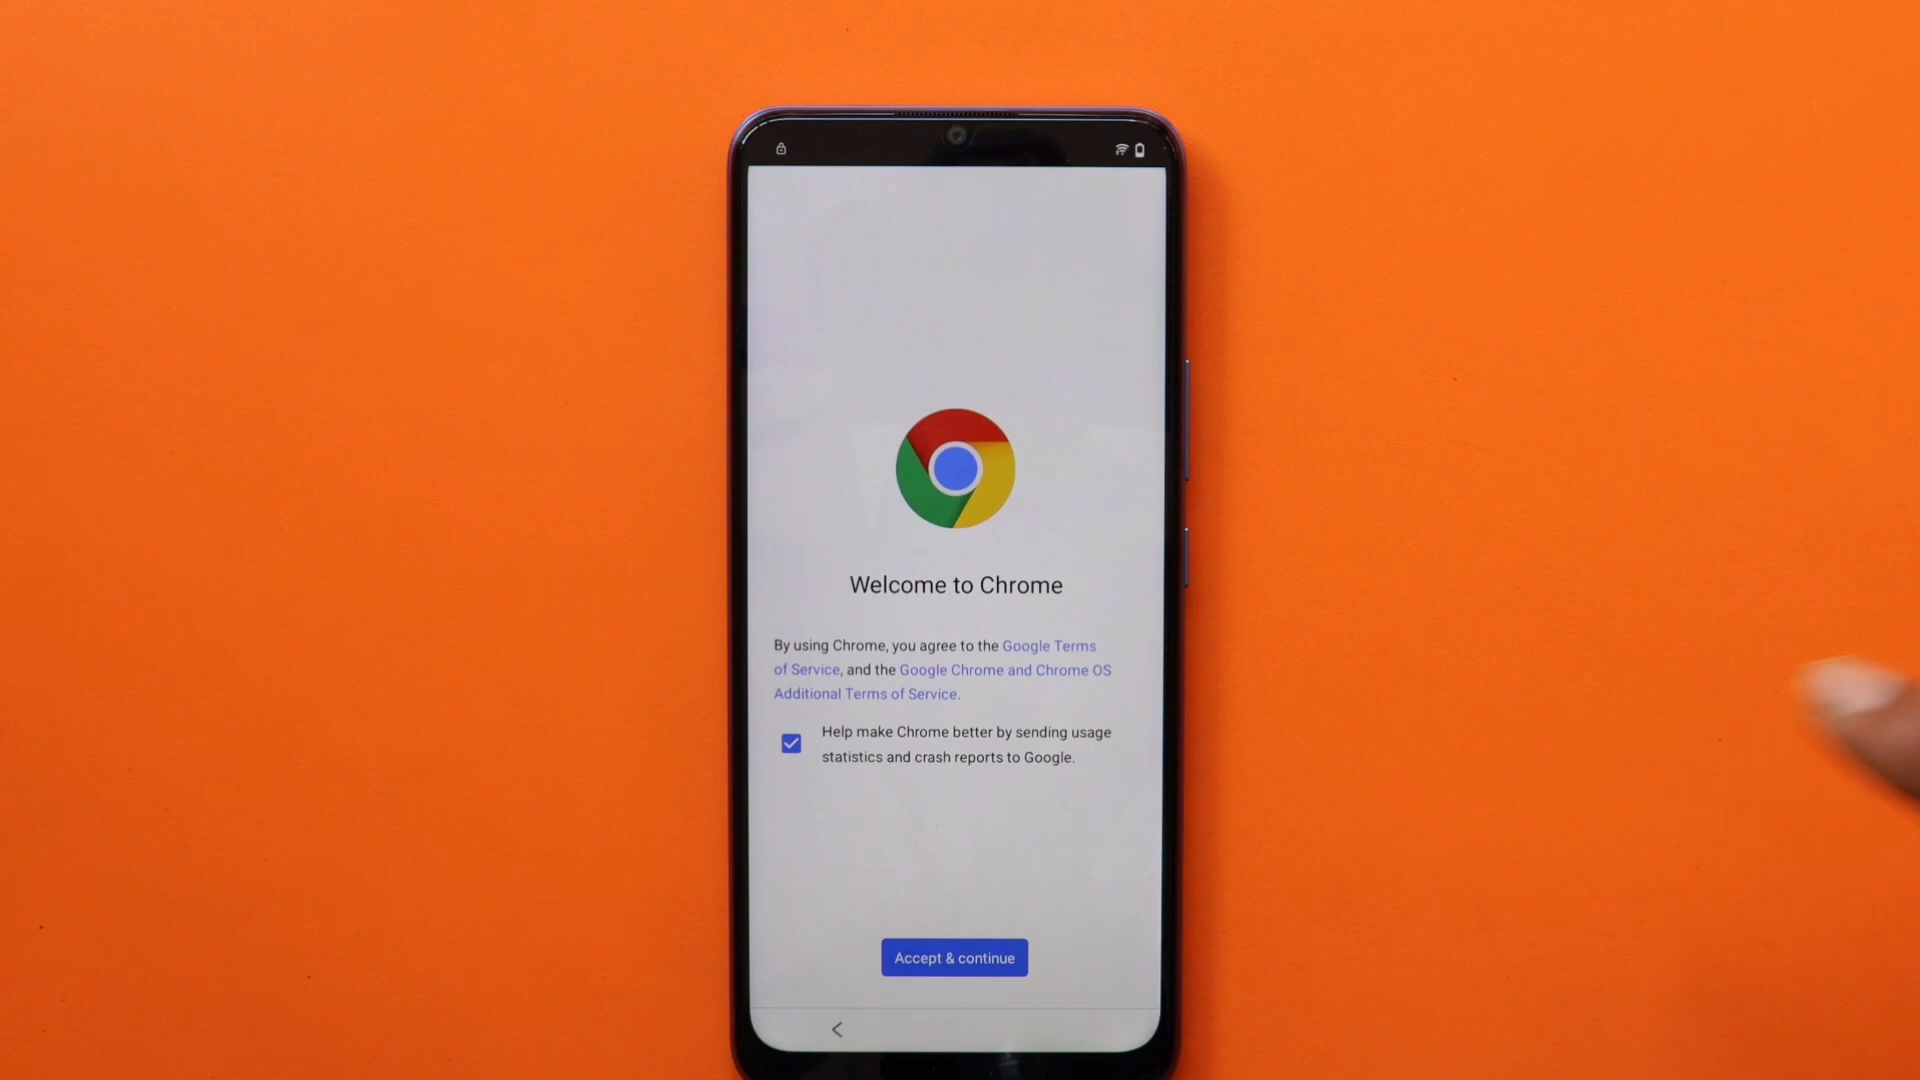 Welcome to Chrome
By using Chrome, you agree to the Google Terms
of Service, and the Google Chrome and Chrome OS
Additional Terms of Service.
Help make Chrome better by sending usage
statistics and crash reports to Google.
Accept & continue